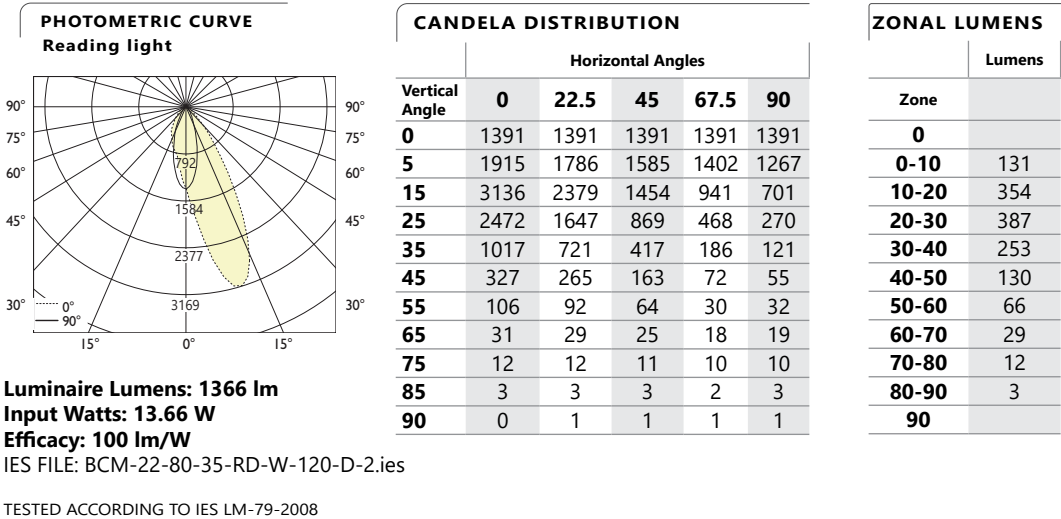 PHOTOMETRIC CURVE
Reading light
90°
75°
60°
45°
30°
90°
75°
60°
45°
30°
792
1584
2377
3169
0°
90°
15°
0°
15°
Luminaire Lumens: 1366 lm
Input Watts: 13.66 W
Efficacy: 100 lm/W
IES FILE: BCM-22-80-35-RD-W-120-D-2.ies
TESTED ACCORDING TO IES LM-79-2008
CANDELA DISTRIBUTION
Horizontal Angles
Vertical
Angle
0 22.5 45 67.5 90
0 1391 1391 1391 1391 1391
5 1915 1786 1585 1402 1267
15 3136 2379 1454 941 701
25 2472 1647 869 468 270
35 1017 721 417 186 121
45 327 265 163 72 55
55 106 92 64 30 32
65 31 29 25 18 19
75 12 12 11 10 10
85 3 3 3 2 3
90 0 1 1 1 1
ZONAL LUMENS
Lumens
Zone
0
0-10 131
10-20 354
20-30 387
30-40 253
40-50 130
50-60 66
60-70 29
70-80 12
80-90 3
90